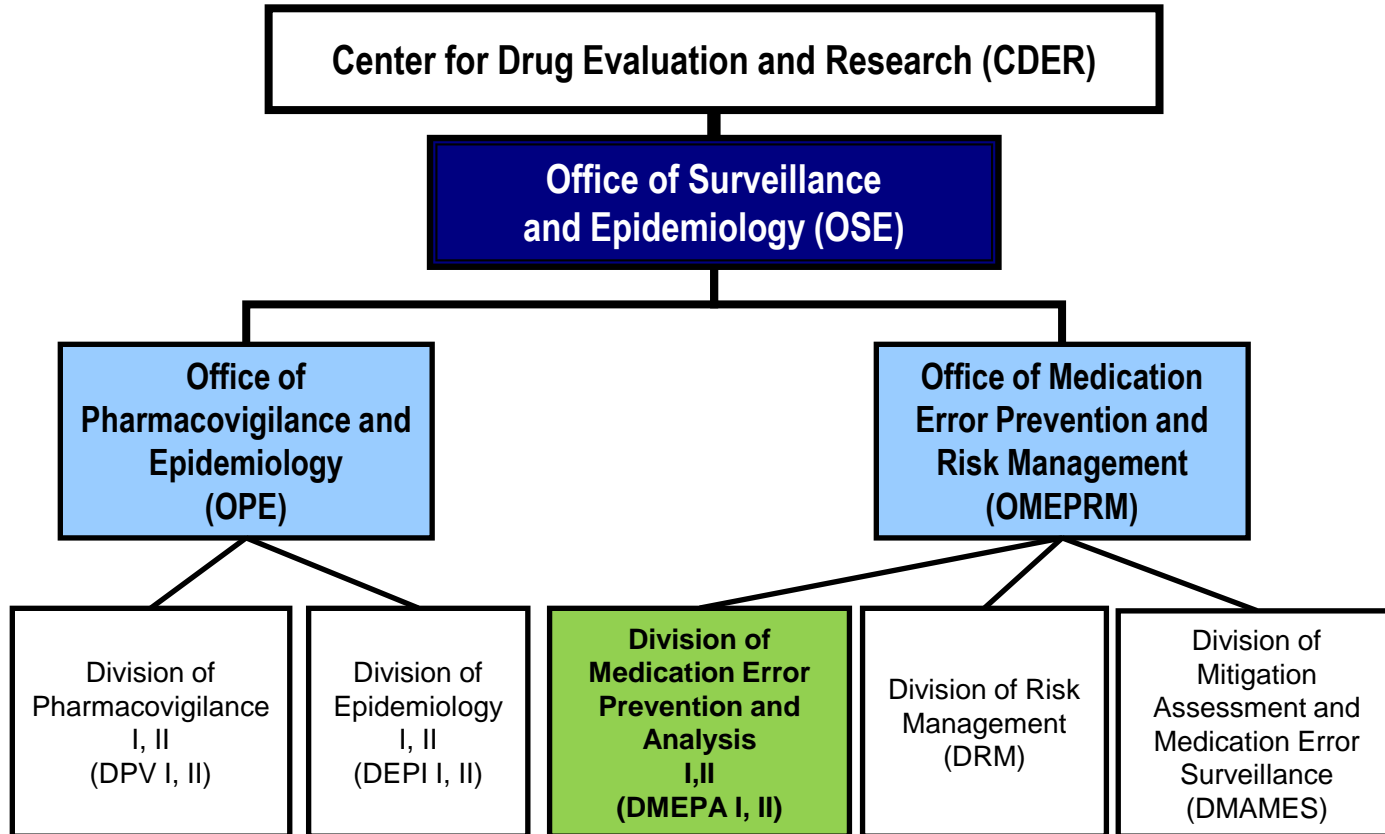 Center for Drug Evaluation and Research (CDER)
Office of Surveillance
and Epidemiology (OSE)
Office of
Pharmacovigilance and
Epidemiology
(OPE)
Office of Medication
Error Prevention and
Risk Management
(OMEPRM)
Division of
Pharmacovigilance
I, II
(DPV I, II)
Division of
Epidemiology
I, II
(DEPI I, II)
Division of
Medication Error
Prevention and
Analysis
I,II
(DMEPA I, II)
Division of Risk
Management
(DRM)
Division of
Mitigation
Assessment and
Medication Error
Surveillance
(DMAMES)